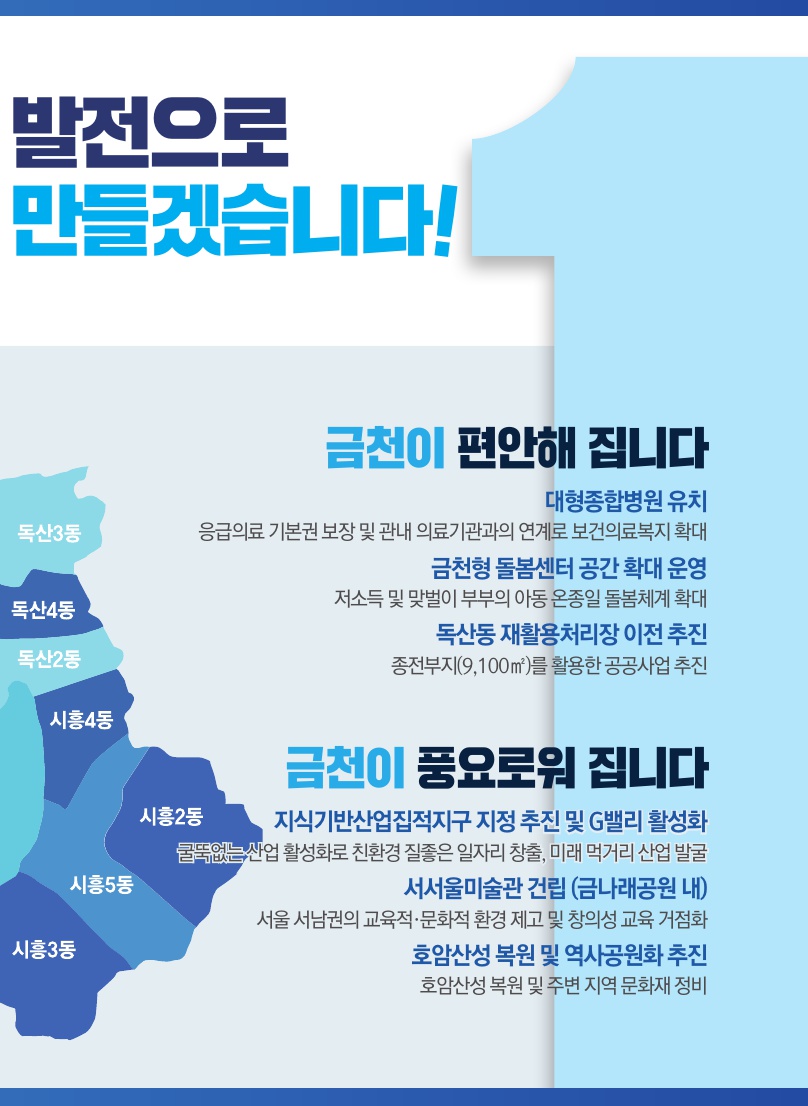 발전으로
만들겠습니다!
금천이 편안해 집니다
대형종합병원 유치
응급의료 기본권 보장 및 관내 의료기관과의 연계로 보건의료복지 확대
금천형 돌봄센터 공간 확대 운영
저소득 및 맞벌이 부부의 아동 온종일 돌봄체계 확대
독산동 재활용처리장 이전 추진
종전부지(9,100㎡)를 활용한 공공사업 추진
금천이 풍요로워 집니다
지식기반산업집적지구 지정 추진 및 G밸리 활성화
굴뚝없는 산업 활성화로 친환경 질좋은 일자리 창출, 미래 먹거리 산업 발굴
서서울미술관 건립 (금나래공원 내)
서울 서남권의 교육적·문화적 환경 제고 및 창의성 교육 거점화
호암산성 복원 및 역사공원화 추진
호암산성 복원 및 주변 지역 문화재 정비
독산3동
독산4동
독산2동
시흥4동
시흥2동
시흥5동
시흥3동